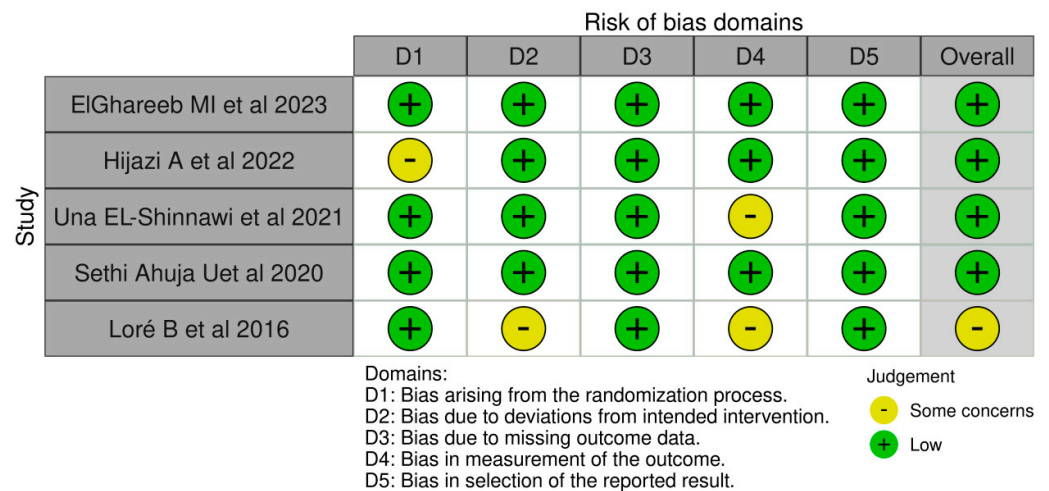 Risk of bias domains
D1 D2 D3 D4 D5 Overall
Study
ElGhareeb MI et al 2023 + + + + + +
Hijazi A et al 2022 - + + + + +
Una EL-Shinnawi et al 2021 + + + - + +
Sethi Ahuja Uet al 2020 + + + + + +
Loré B et al 2016 + - + - + -
Domains:
D1: Bias arising from the randomization process.
D2: Bias due to deviations from intended intervention.
D3: Bias due to missing outcome data.
D4: Bias in measurement of the outcome.
D5: Bias in selection of the reported result.
Judgement
- Some concerns
+ Low